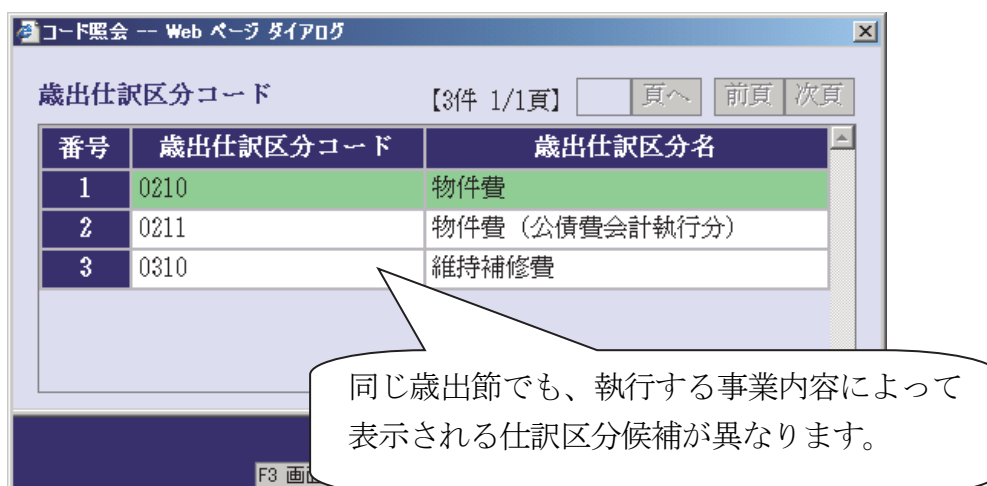 コード照会 -- Web ページ ダイアログ
歳出仕訳区分コード 【3件 1/1頁】 頁へ 前頁 次頁
番号 歳出仕訳区分コード 歳出仕訳区分名
1 0210 物件費
2 0211 物件費（公債費会計執行分）
3 0310 維持補修費
同じ歳出節でも、執行する事業内容によって
表示される仕訳区分候補が異なります。
F3 画